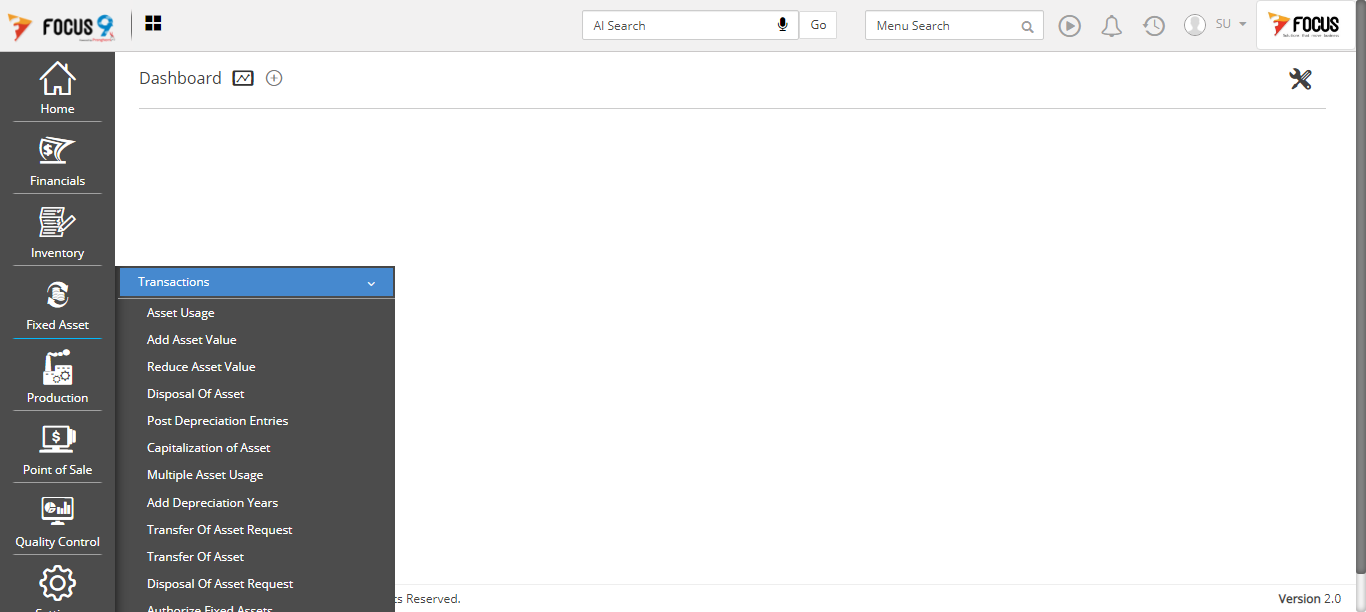 FOCUS 9
AI Search
Go
Menu Search
SU
FOCUS
Home
Financials
Inventory
Fixed Asset
Production
Point of Sale
Quality Control
Dashboard
Transactions
Asset Usage
Add Asset Value
Reduce Asset Value
Disposal Of Asset
Post Depreciation Entries
Capitalization of Asset
Multiple Asset Usage
Add Depreciation Years
Transfer Of Asset Request
Transfer Of Asset
Disposal Of Asset Request
Authorize Fixed Assets
ts Reserved.
Version 2.0